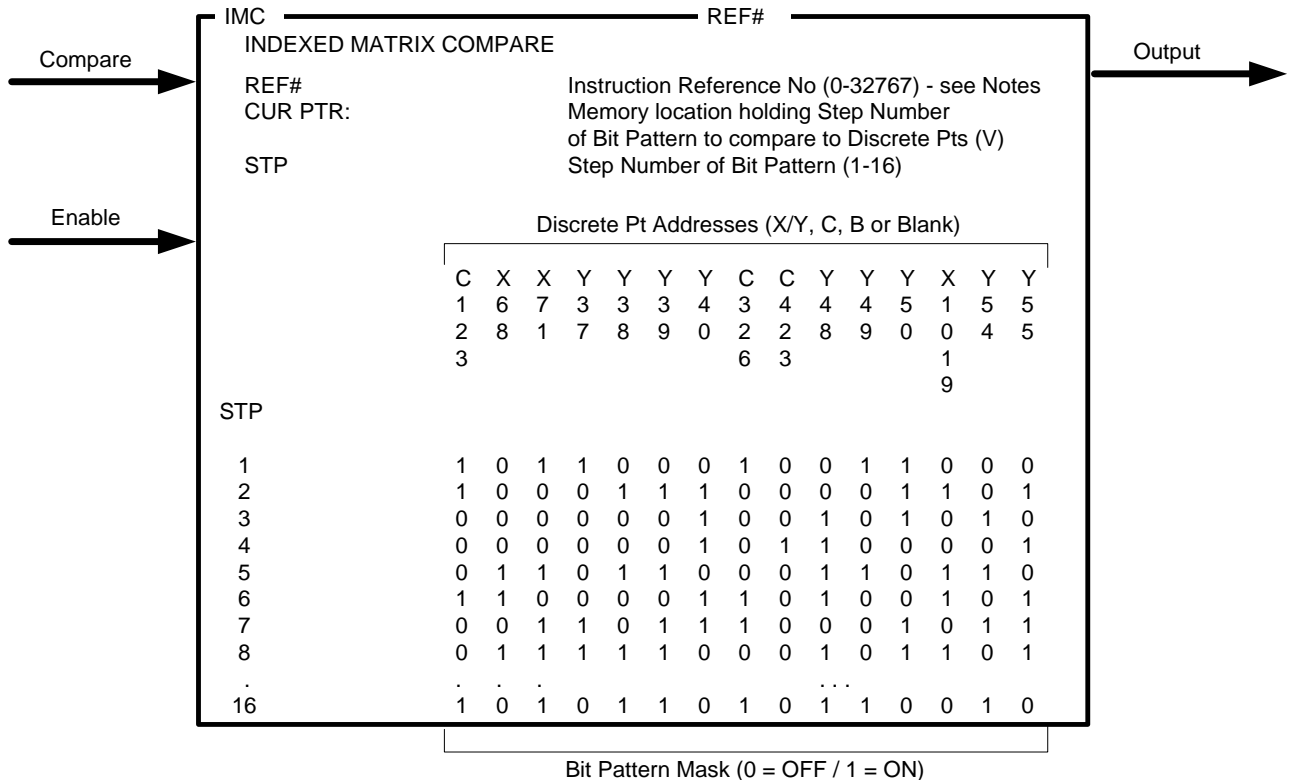 IMC REF#
INDEXED MATRIX COMPARE
Compare
Output
REF# Instruction Reference No (0-32767) - see Notes
CUR PTR: Memory location holding Step Number
of Bit Pattern to compare to Discrete Pts (V)
STP Step Number of Bit Pattern (1-16)
Enable
Discrete Pt Addresses (X/Y, C, B or Blank)
C X X Y Y Y Y C C Y Y Y X Y Y
1 6 7 3 3 3 4 3 4 4 4 5 1 5 5
2 8 1 7 8 9 0 2 2 8 9 0 0 4 5
3 6 3 1
9
STP
1 1 0 1 1 0 0 0 1 0 0 1 1 0 0 0
2 1 0 0 0 1 1 1 0 0 0 0 1 1 0 1
3 0 0 0 0 0 0 1 0 0 1 0 1 0 1 0
4 0 0 0 0 0 0 1 0 1 1 0 0 0 0 1
5 0 1 1 0 1 1 0 0 0 1 1 0 1 1 0
6 1 1 0 0 0 0 1 1 0 1 0 0 1 0 1
7 0 0 1 1 0 1 1 1 0 0 0 1 0 1 1
8 0 1 1 1 1 1 0 0 0 1 0 1 1 0 1
. . . . . . .
16 1 0 1 0 1 1 0 1 0 1 1 0 0 1 0
Bit Pattern Mask (0 = OFF / 1 = ON)